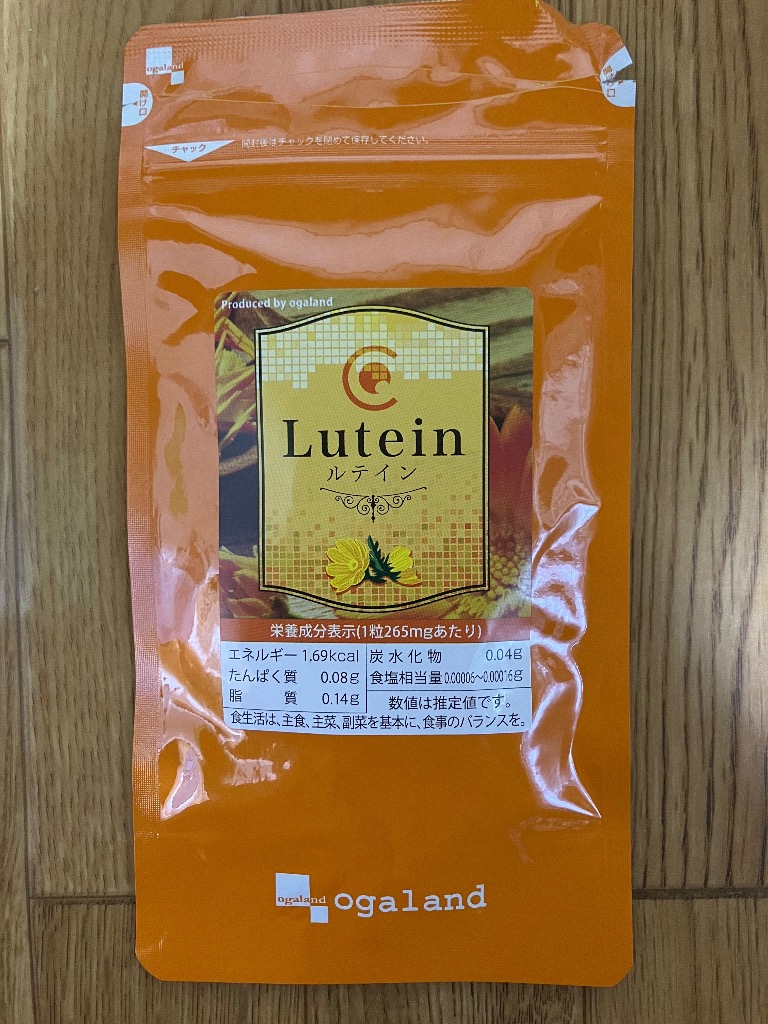 ogaland
開け口
開け口
チャック
開封後はチャックを閉めて保存してください。
Produced by ogaland
Lutein
ルテイン
栄養成分表示(1粒265mgあたり)
エネルギー 1.69kcal 炭水化物 0.04g
たんぱく質 0.08g 食塩相当量 0.00006〜0.00016g
脂質 0.14g 数値は推定値です。
食生活は、主食、主菜、副菜を基本に、食事のバランスを。
ogaland ogaland